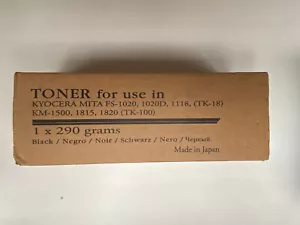 TONER for use in
KYOCERA MITA FS-1020, 1020D, 1118, (TK-18)
KM-1500, 1815, 1820 (TK-100)
1 x 290 grams
Black / Negro / Noir / Schwarz / Nero / Черный
Made in Japan